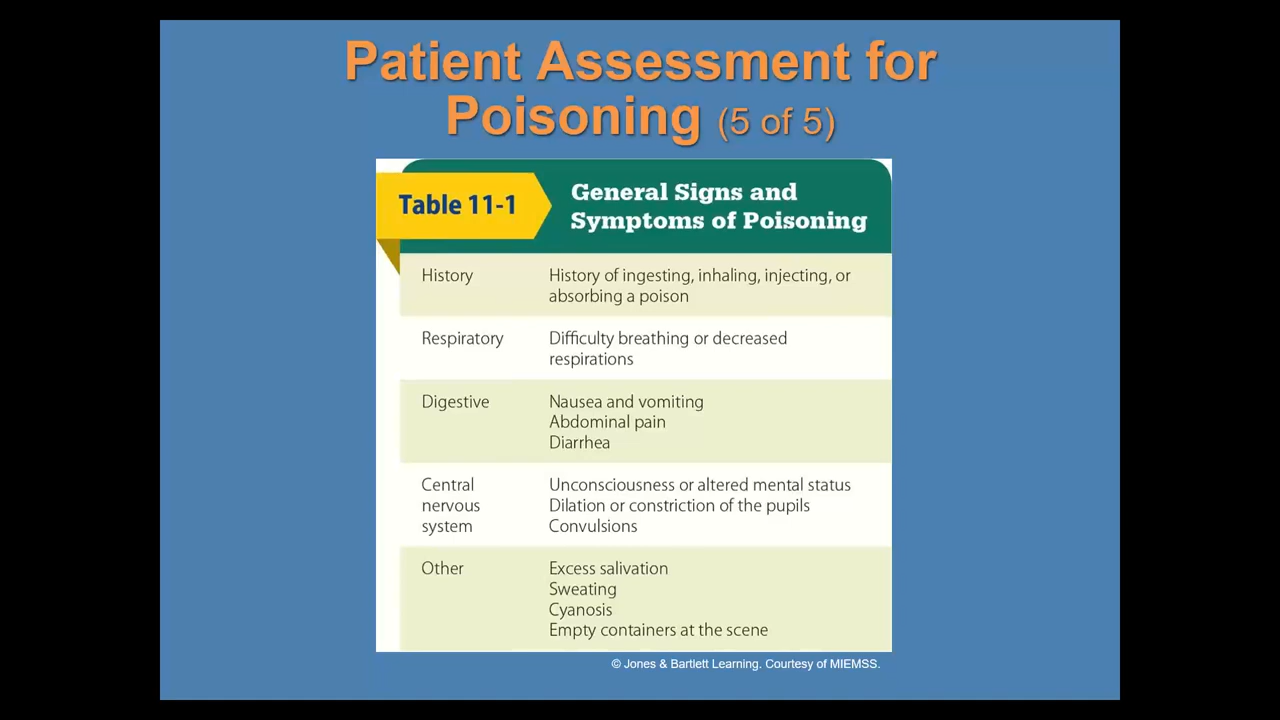 Patient Assessment for
Poisoning (5 of 5)
Table 11-1
General Signs and
Symptoms of Poisoning
History
History of ingesting, inhaling, injecting, or
absorbing a poison
Respiratory
Difficulty breathing or decreased
respirations
Digestive
Nausea and vomiting
Abdominal pain
Diarrhea
Central
nervous
system
Unconsciousness or altered mental status
Dilation or constriction of the pupils
Convulsions
Other
Excess salivation
Sweating
Cyanosis
Empty containers at the scene
© Jones & Bartlett Learning. Courtesy of MIEMSS.